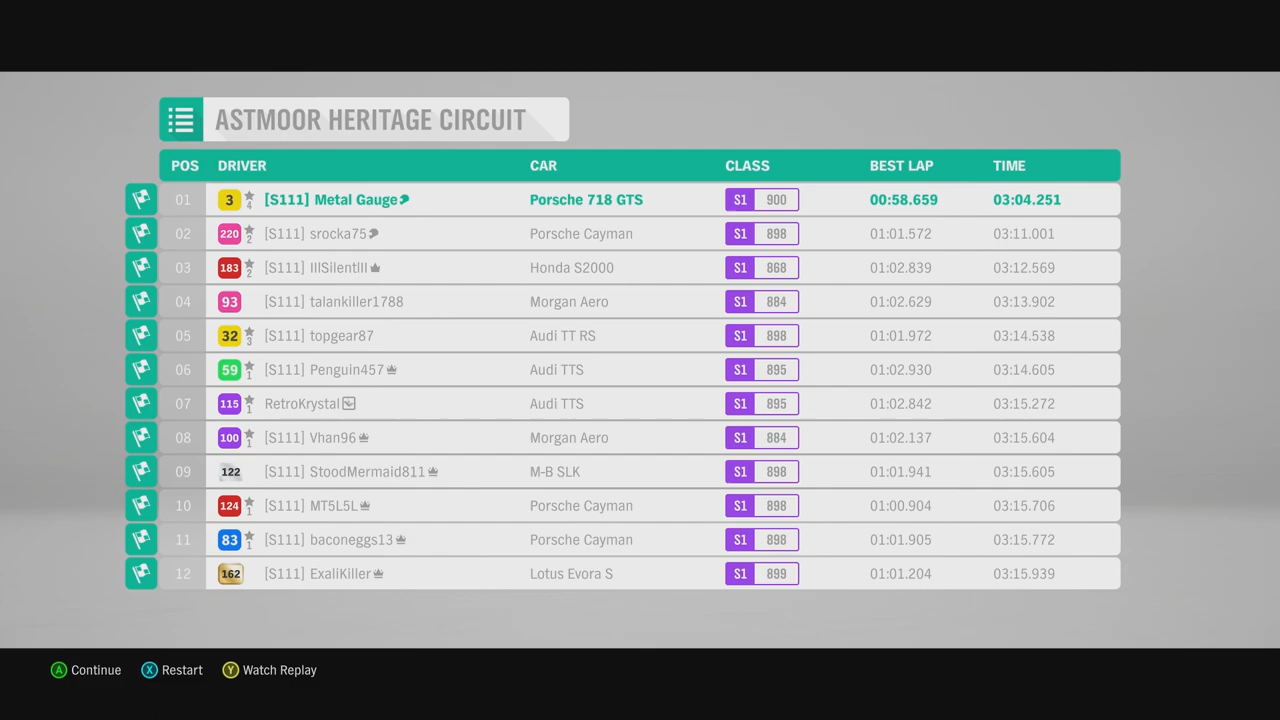 ASTMOOR HERITAGE CIRCUIT
POS DRIVER CAR CLASS BEST LAP TIME
01 3 4 [S111] Metal Gauge Porsche 718 GTS S1 900 00:58.659 03:04.251
02 220 2 [S111] srocka75 Porsche Cayman S1 898 01:01.572 03:11.001
03 183 2 [S111] IlISilentIlI Honda S2000 S1 868 01:02.839 03:12.569
04 93 [S111] talankiller1788 Morgan Aero S1 884 01:02.629 03:13.902
05 32 3 [S111] topgear87 Audi TT RS S1 898 01:01.972 03:14.538
06 59 1 [S111] Penguin457 Audi TTS S1 895 01:02.930 03:14.605
07 115 1 RetroKrystal Audi TTS S1 895 01:02.842 03:15.272
08 100 1 [S111] Vhan96 Morgan Aero S1 884 01:02.137 03:15.604
09 122 [S111] StoodMermaid811 M-B SLK S1 898 01:01.941 03:15.605
10 124 1 [S111] MT5L5L Porsche Cayman S1 898 01:00.904 03:15.706
11 83 1 [S111] baconeggs13 Porsche Cayman S1 898 01:01.905 03:15.772
12 162 [S111] ExaliKiller Lotus Evora S S1 899 01:01.204 03:15.939
A Continue X Restart Y Watch Replay